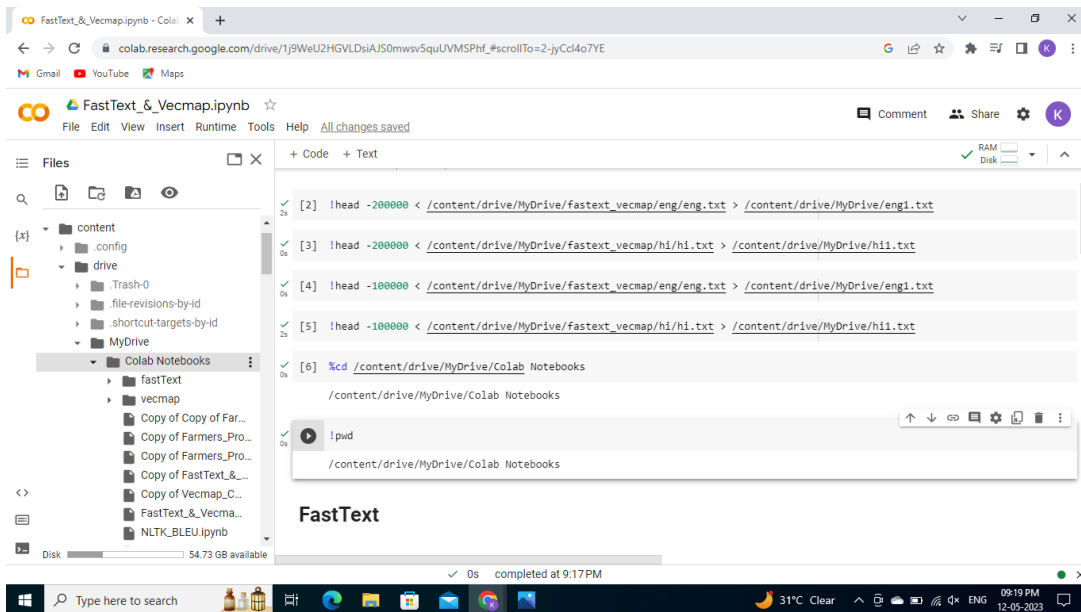 FastText_&_Vecmap.ipynb - Colab
colab.research.google.com/drive/1j9WeU2HGVLDsiAJS0mwsv5quUVMSPhf_#scrollTo=2-jyCcl4o7YE
Gmail YouTube Maps
FastText_&_Vecmap.ipynb
File Edit View Insert Runtime Tools Help All changes saved
Comment Share K
Files
+ Code + Text
RAM
Disk
{x}
content
.config
drive
.Trash-0
.file-revisions-by-id
.shortcut-targets-by-id
MyDrive
Colab Notebooks
fastText
vecmap
Copy of Copy of Far...
Copy of Farmers_Pro...
Copy of Farmers_Pro...
Copy of FastText_&_...
Copy of Vecmap_C...
FastText_&_Vecma...
NLTK_BLEU.ipynb
Disk 54.73 GB available
2s [2] !head -200000 < /content/drive/MyDrive/fastext_vecmap/eng/eng.txt > /content/drive/MyDrive/eng1.txt
0s [3] !head -200000 < /content/drive/MyDrive/fastext_vecmap/hi/hi.txt > /content/drive/MyDrive/hi1.txt
0s [4] !head -100000 < /content/drive/MyDrive/fastext_vecmap/eng/eng.txt > /content/drive/MyDrive/eng1.txt
2s [5] !head -100000 < /content/drive/MyDrive/fastext_vecmap/hi/hi.txt > /content/drive/MyDrive/hi1.txt
0s [6] %cd /content/drive/MyDrive/Colab Notebooks
/content/drive/MyDrive/Colab Notebooks
0s !pwd
/content/drive/MyDrive/Colab Notebooks
FastText
0s completed at 9:17 PM
Type here to search
31°C Clear
ENG
09:19 PM
12-05-2023